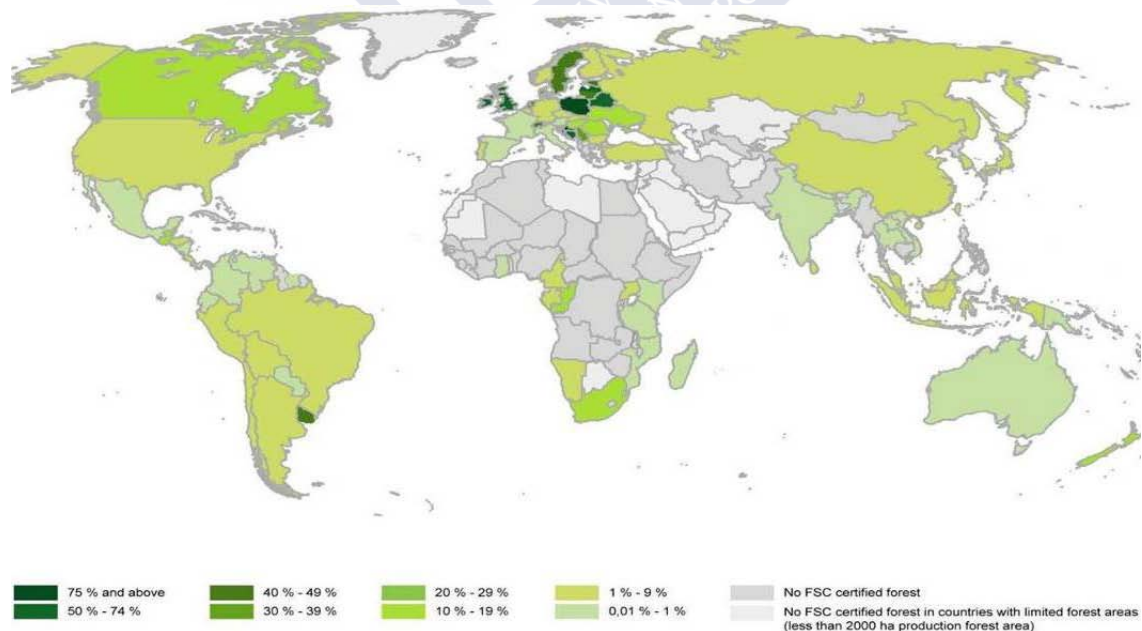 75 % and above
50 % - 74 %
40 % - 49 %
30 % - 39 %
20 % - 29 %
10 % - 19 %
1 % - 9 %
0,01 % - 1 %
No FSC certified forest
No FSC certified forest in countries with limited forest areas
(less than 2000 ha production forest area)